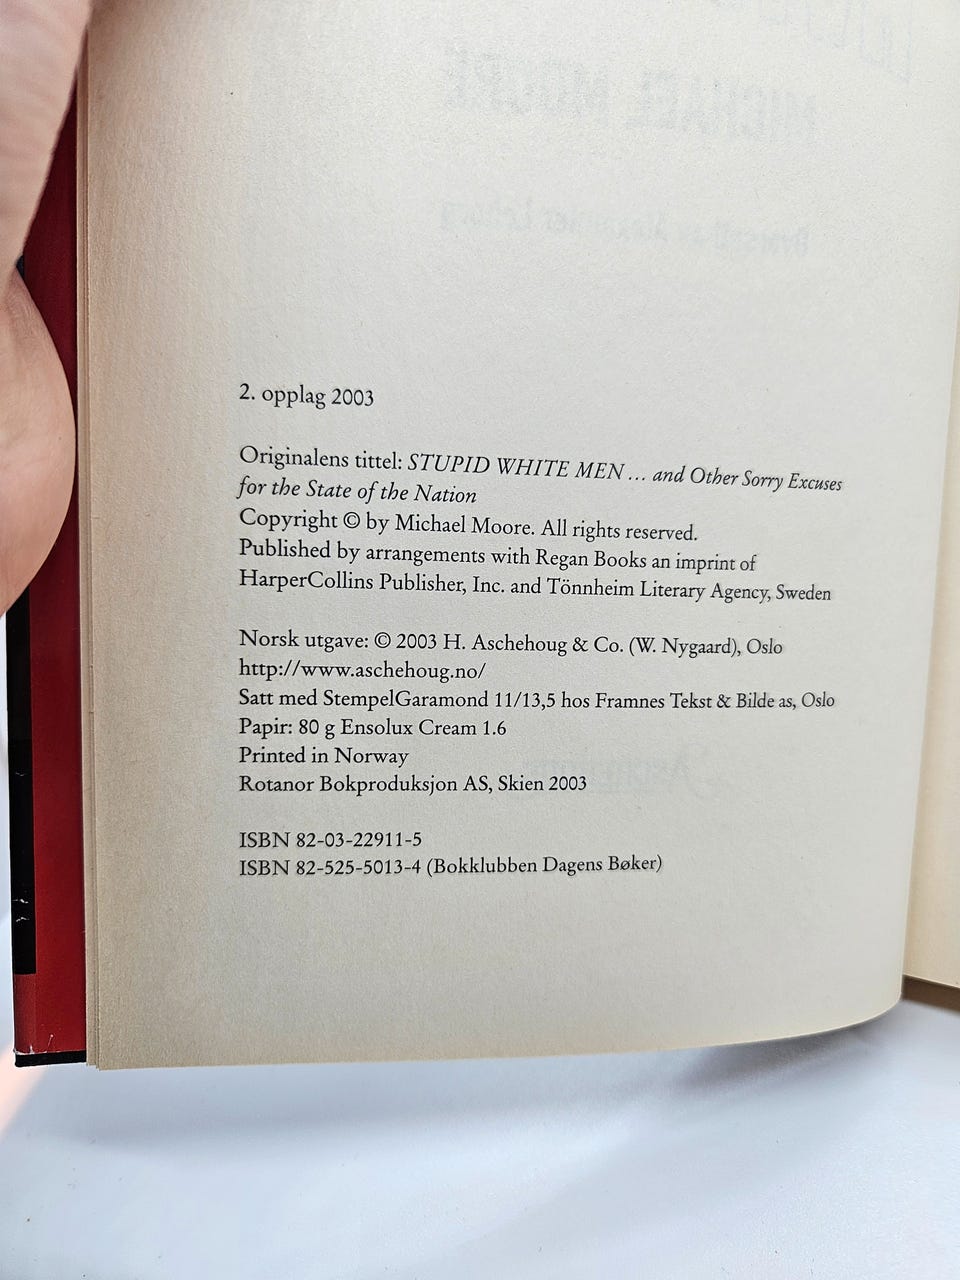 2. opplag 2003
Originalens tittel: STUPID WHITE MEN ... and Other Sorry Excuses
for the State of the Nation
Copyright © by Michael Moore. All rights reserved.
Published by arrangements with Regan Books an imprint of
HarperCollins Publisher, Inc. and Tönnheim Literary Agency, Sweden
Norsk utgave: © 2003 H. Aschehoug & Co. (W. Nygaard), Oslo
http://www.aschehoug.no/
Satt med StempelGaramond 11/13,5 hos Framnes Tekst & Bilde as, Oslo
Papir: 80 g Ensolux Cream 1.6
Printed in Norway
Rotanor Bokproduksjon AS, Skien 2003
ISBN 82-03-22911-5
ISBN 82-525-5013-4 (Bokklubben Dagens Bøker)